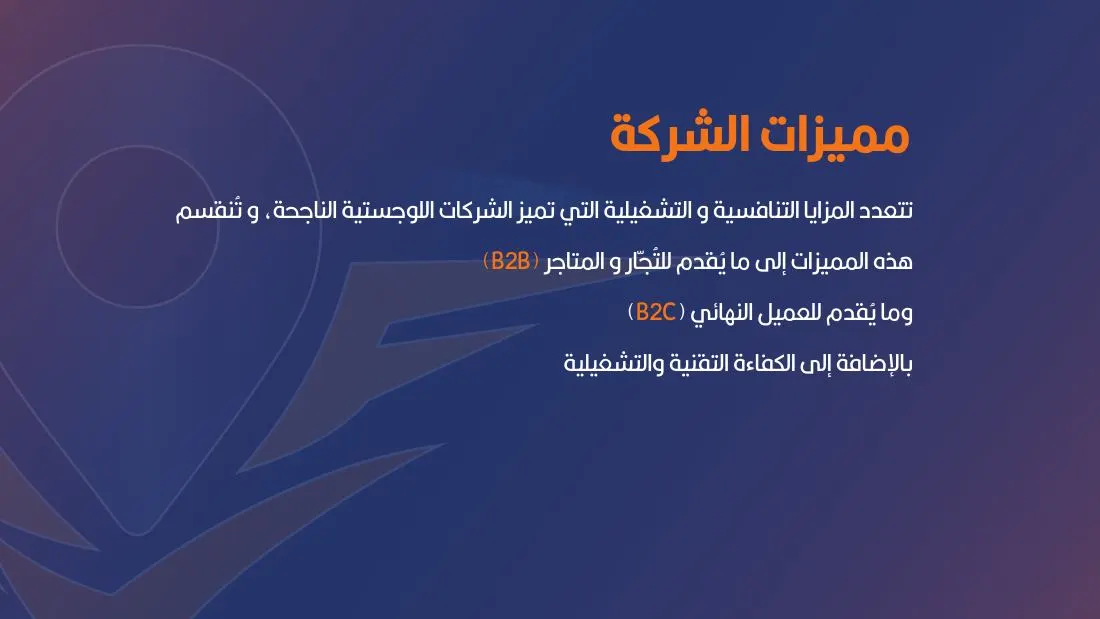 مميزات الشركة
تتعدد المزايا التنافسية و التشغيلية التي تميز الشركات اللوجستية الناجحة، و تُنقسم
هذه المميزات إلى ما يُقدم للتُجّار و المتاجر (B2B)
وما يُقدم للعميل النهائي (B2C)
بالإضافة إلى الكفاءة التقنية والتشغيلية